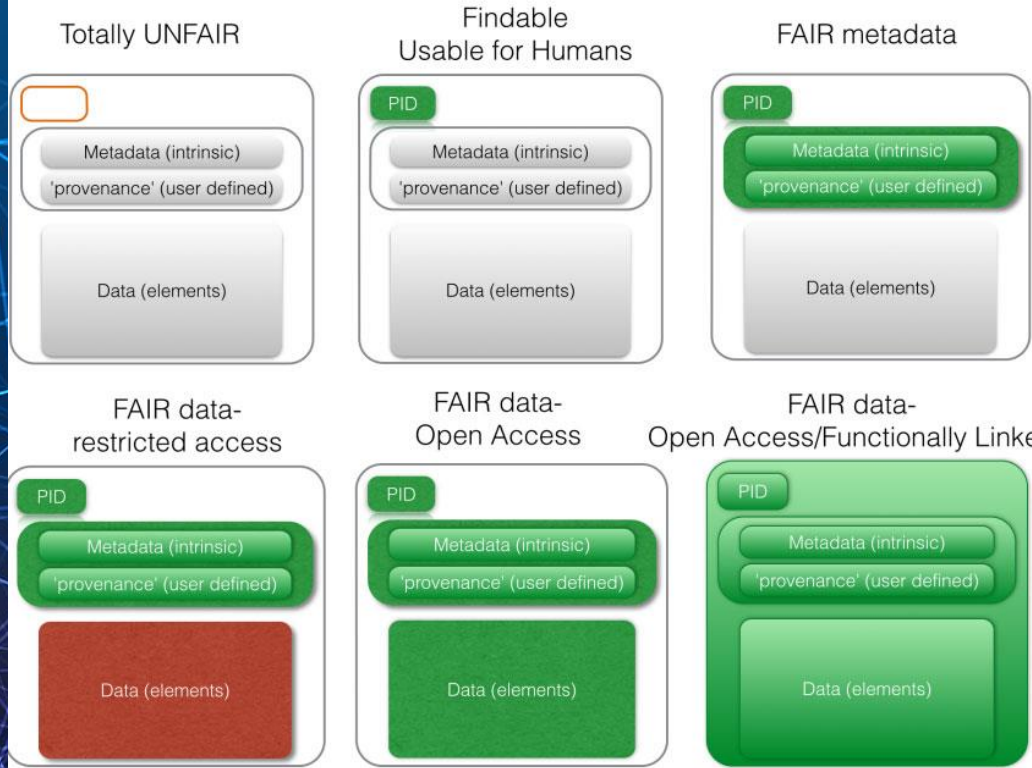 Totally UNFAIR
Metadata (intrinsic)
'provenance' (user defined)
Data (elements)
Findable
Usable for Humans
PID
Metadata (intrinsic)
'provenance' (user defined)
Data (elements)
FAIR metadata
PID
Metadata (intrinsic)
'provenance' (user defined)
Data (elements)
FAIR data-
restricted access
PID
Metadata (intrinsic)
'provenance' (user defined)
Data (elements)
FAIR data-
Open Access
PID
Metadata (intrinsic)
'provenance' (user defined)
Data (elements)
FAIR data-
Open Access/Functionally Linke
PID
Metadata (intrinsic)
'provenance' (user defined)
Data (elements)